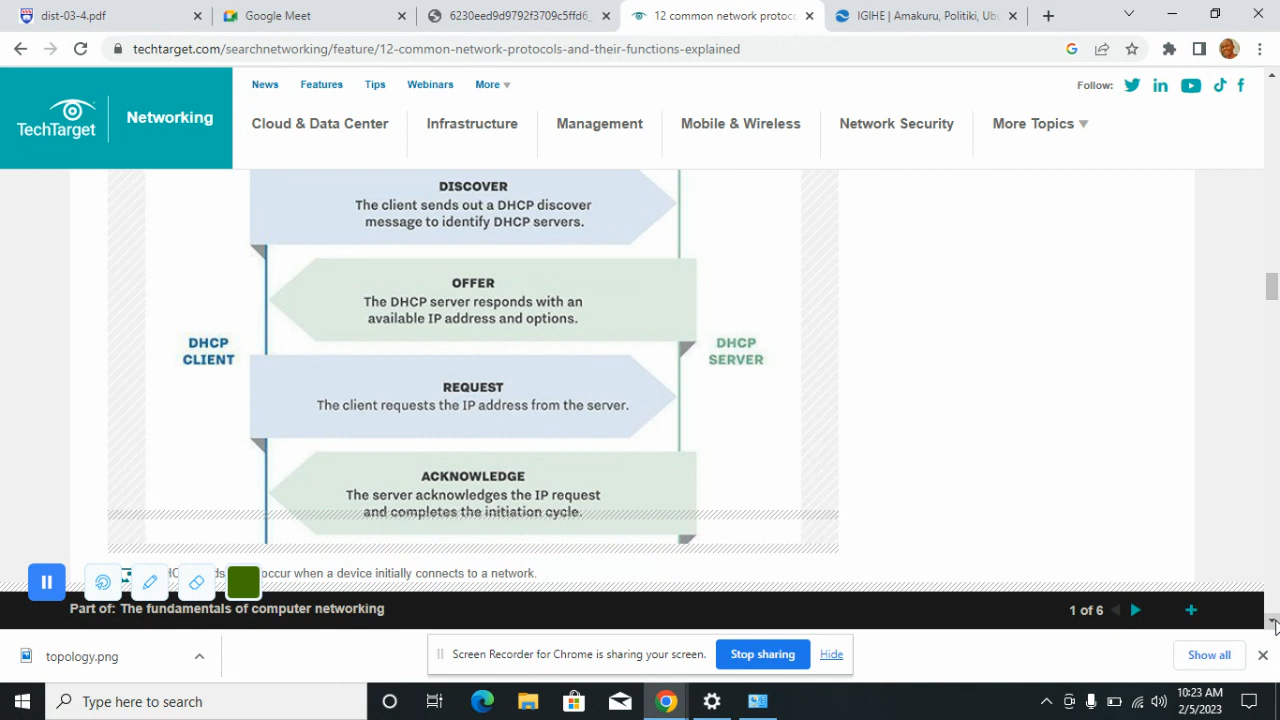 dist-03-4.pdf
Google Meet
6230eed9d9792f3709c5ffd6_
12 common network protoco
IGIHE | Amakuru, Politiki, Ubu
techtarget.com/searchnetworking/feature/12-common-network-protocols-and-their-functions-explained
TechTarget
Networking
News
Features
Tips
Webinars
More
Follow:
Cloud & Data Center
Infrastructure
Management
Mobile & Wireless
Network Security
More Topics
DISCOVER
The client sends out a DHCP discover
message to identify DHCP servers.
OFFER
The DHCP server responds with an
available IP address and options.
DHCP
CLIENT
DHCP
SERVER
REQUEST
The client requests the IP address from the server.
ACKNOWLEDGE
The server acknowledges the IP request
and completes the initiation cycle.
occur when a device initially connects to a network.
Part of: The fundamentals of computer networking
1 of 6
topology.png
Screen Recorder for Chrome is sharing your screen.
Stop sharing
Hide
Show all
Type here to search
10:23 AM
2/5/2023